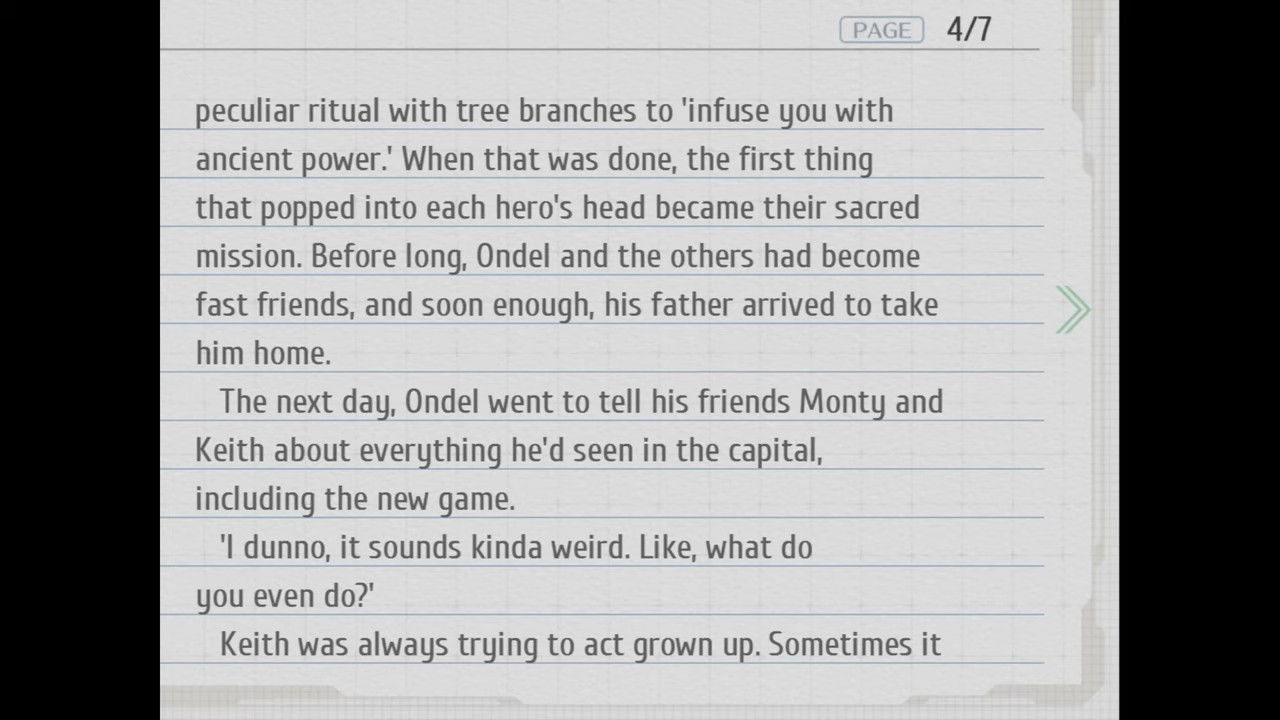 PAGE 4/7
peculiar ritual with tree branches to 'infuse you with
ancient power.' When that was done, the first thing
that popped into each hero's head became their sacred
mission. Before long, Ondel and the others had become
fast friends, and soon enough, his father arrived to take
him home.
The next day, Ondel went to tell his friends Monty and
Keith about everything he'd seen in the capital,
including the new game.
'I dunno, it sounds kinda weird. Like, what do
you even do?'
Keith was always trying to act grown up. Sometimes it